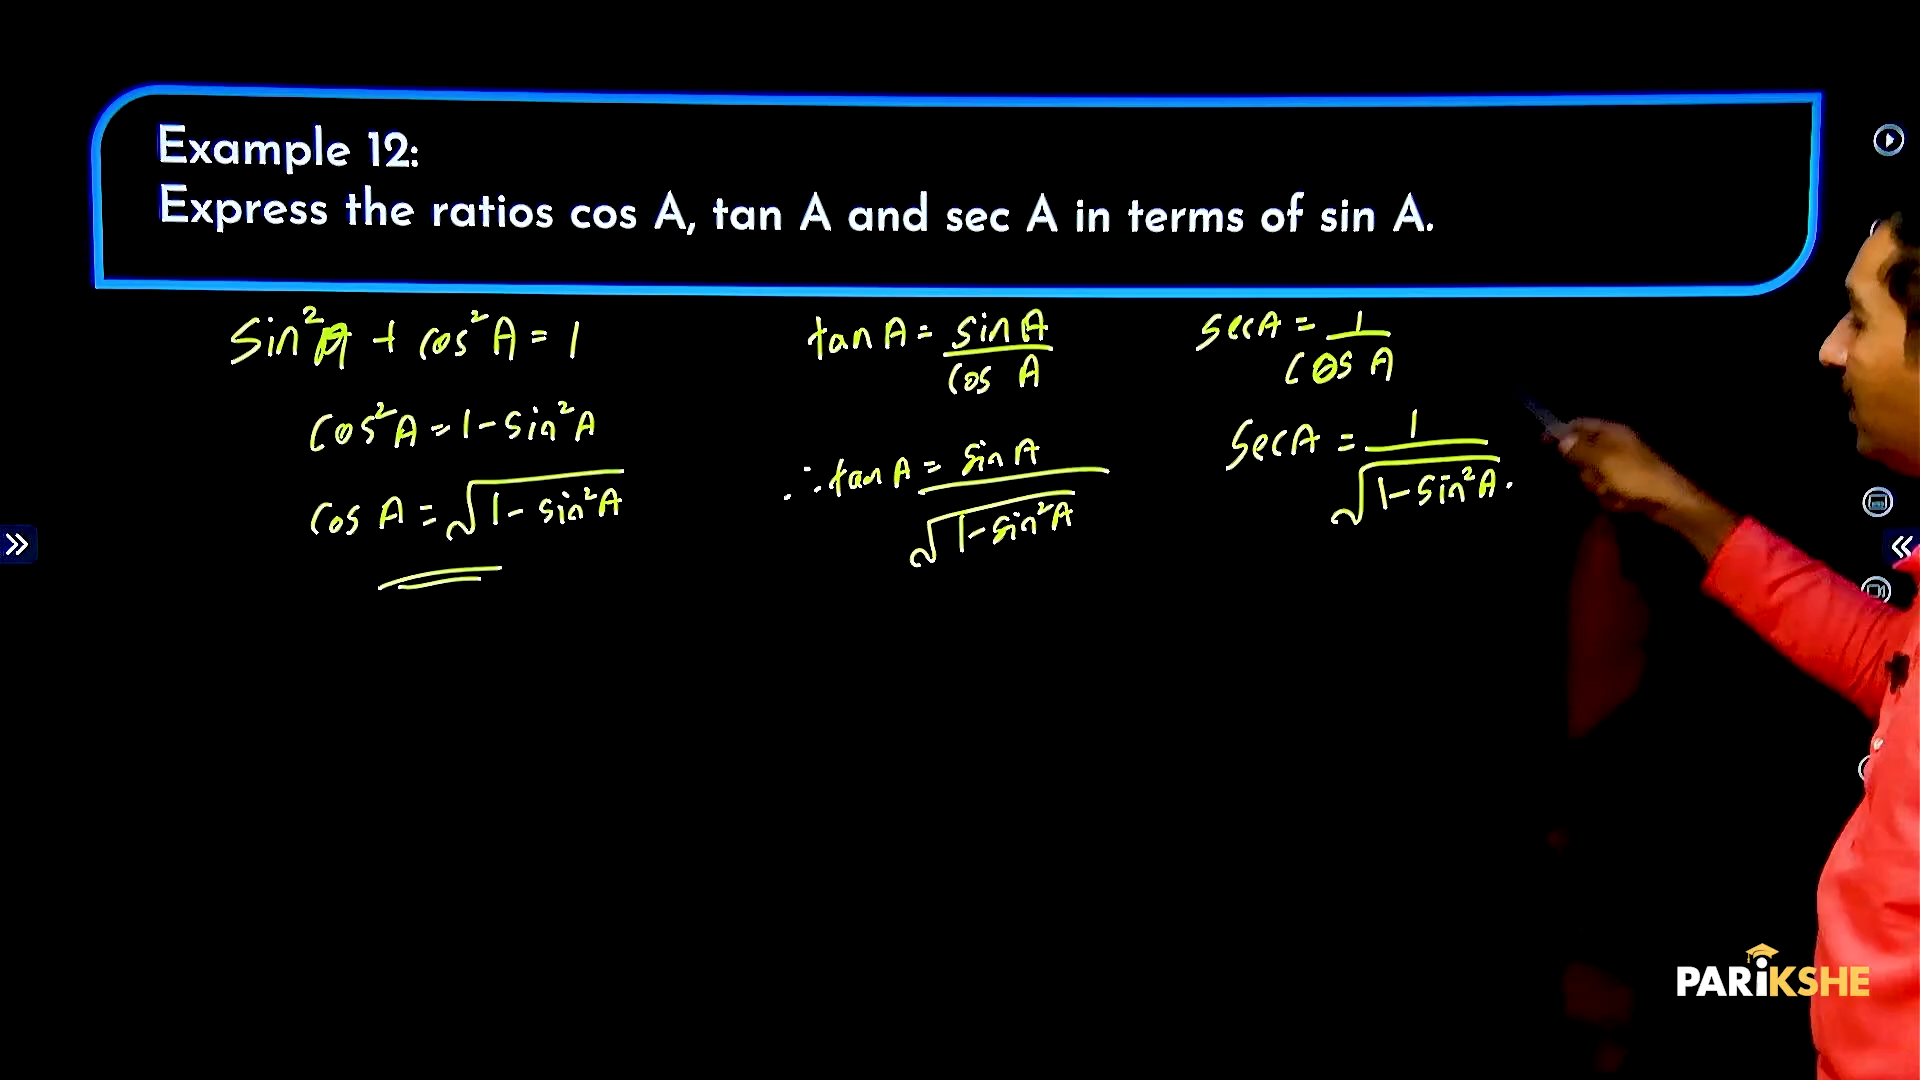 Example 12:
Express the ratios cos A, tan A and sec A in terms of sin A.
sin²A + cos²A = 1
cos²A = 1 - sin²A
cos A = √(1 - sin²A)
tan A = sin A / cos A
∴ tan A = sin A / √(1 - sin²A)
sec A = 1 / cos A
sec A = 1 / √(1 - sin²A).
PARiKSHE